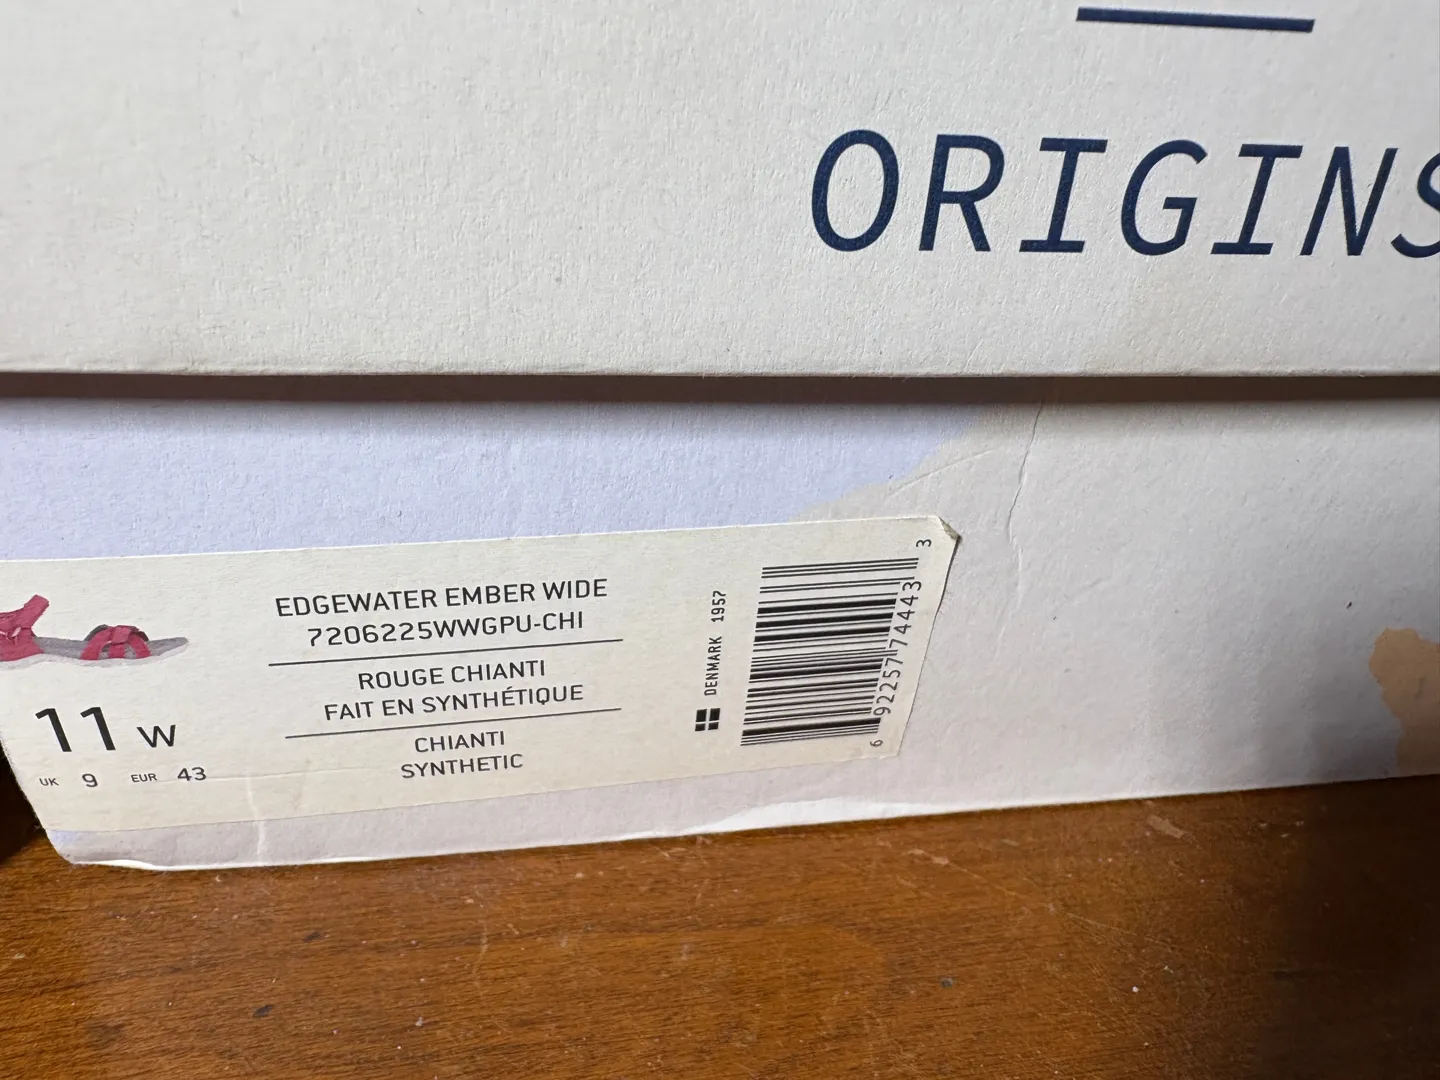 ORIGINS
EDGEWATER EMBER WIDE
7206225WWGPU-CHI
ROUGE CHIANTI
FAIT EN SYNTHÉTIQUE
CHIANTI
SYNTHETIC
11 W
UK 9 EUR 43
DENMARK 1957
6 92257 74443 3